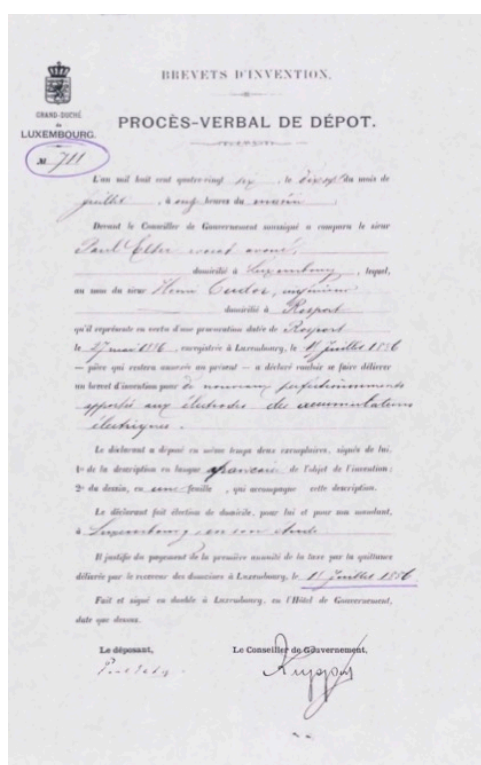 BREVETS D'INVENTION.
GRAND-DUCHÉ
de
LUXEMBOURG.
PROCÈS-VERBAL DE DÉPOT.
№ 711
L'an mil huit cent quatre-vingt six, le dix-sept du mois de
juillet, à onze heures du matin
Devant le Conseiller de Gouvernement soussigné a comparu le sieur
Paul Elter
domicilié à Luxembourg, lequel,
au nom du sieur Henri Tudor, ingénieur
domicilié à Rosport
qu'il représente en vertu d'une procuration datée de Rosport
le 27 mai 1886, enregistrée à Luxembourg, le Juillet 1886
— pièce qui restera annexée au présent — a déclaré vouloir se faire délivrer
un brevet d'invention pour de nouveaux perfectionnements
apportés aux électrodes des accumulateurs
électriques.
Le déclarant a déposé en même temps deux exemplaires, signés de lui,
1° de la description en langue française de l'objet de l'invention;
2° du dessin, en une feuille, qui accompagne cette description.
Le déclarant fait élection de domicile, pour lui et pour son mandant,
à Luxembourg, en son étude
Il justifie du payement de la première annuité de la taxe par la quittance
délivrée par le receveur des domaines à Luxembourg, le Juillet 1886.
Fait et signé en double à Luxembourg, en l'Hôtel de Gouvernement,
date que dessus.
Le déposant,
Le Conseiller de Gouvernement,